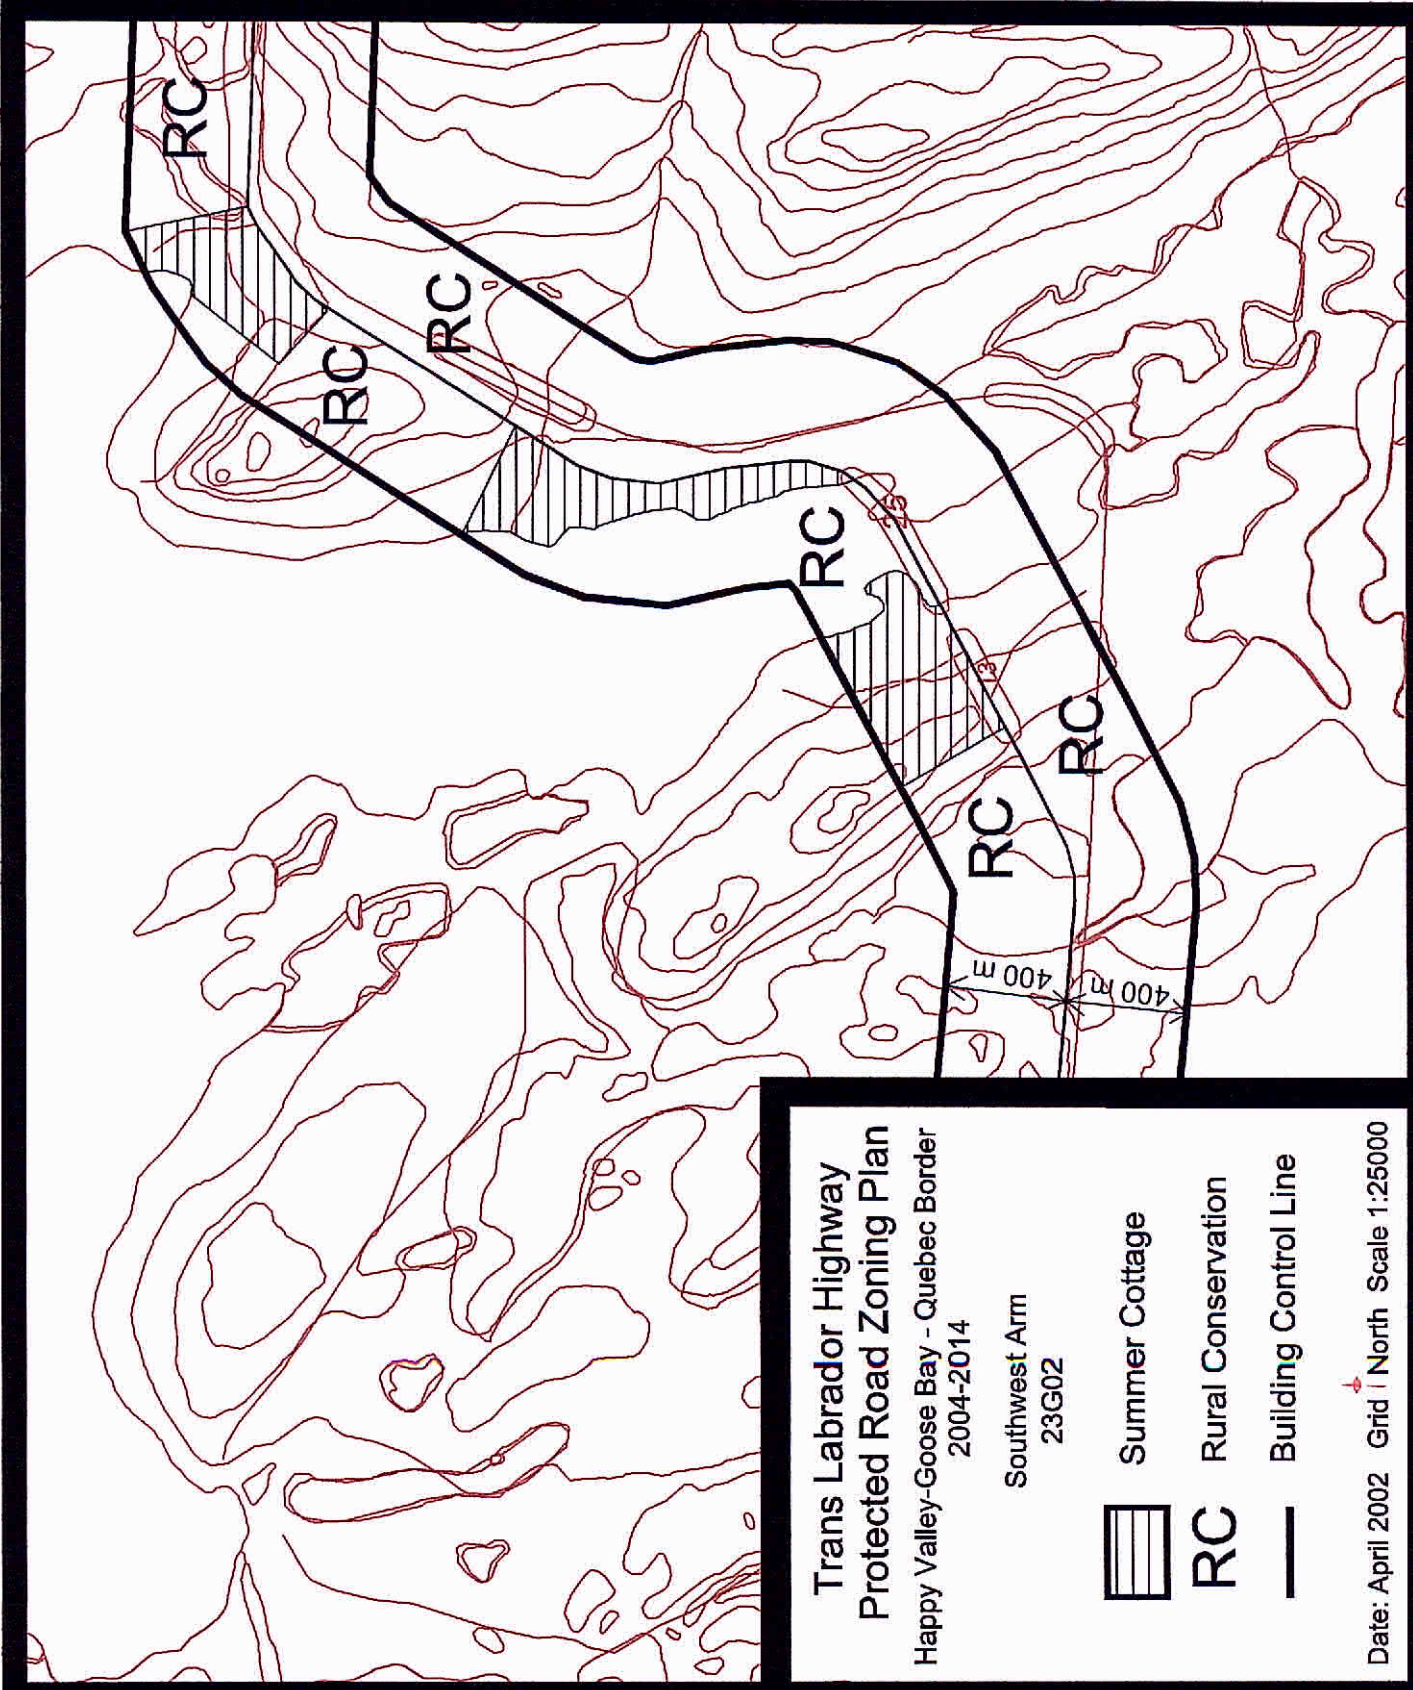 RC
RC
RC
RC
25
13
RC
RC
400 m
400 m
Trans Labrador Highway
Protected Road Zoning Plan
Happy Valley-Goose Bay - Quebec Border
2004-2014
Southwest Arm
23G02
Summer Cottage
RC Rural Conservation
Building Control Line
Date: April 2002 Grid North Scale 1:25000